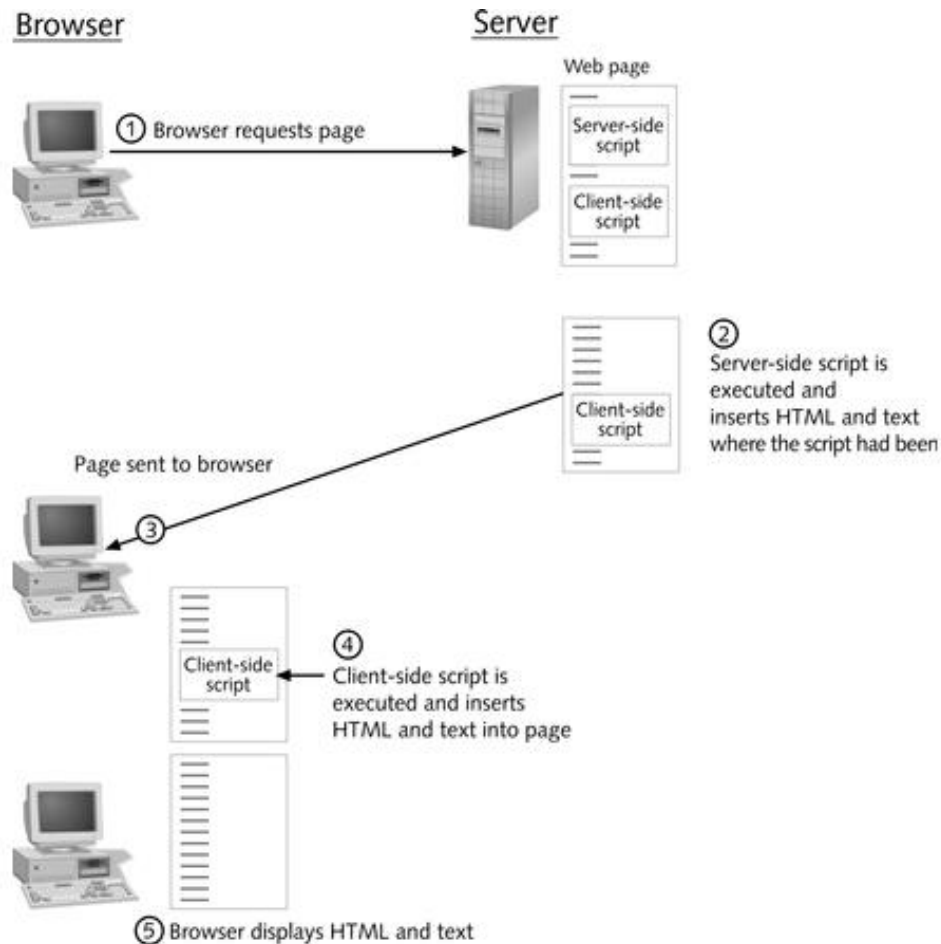 Browser
Server
Web page
① Browser requests page
Server-side
script
Client-side
script
②
Server-side script is
executed and
inserts HTML and text
where the script had been
Client-side
script
Page sent to browser
③
④
Client-side script is
executed and inserts
HTML and text into page
Client-side
script
⑤ Browser displays HTML and text